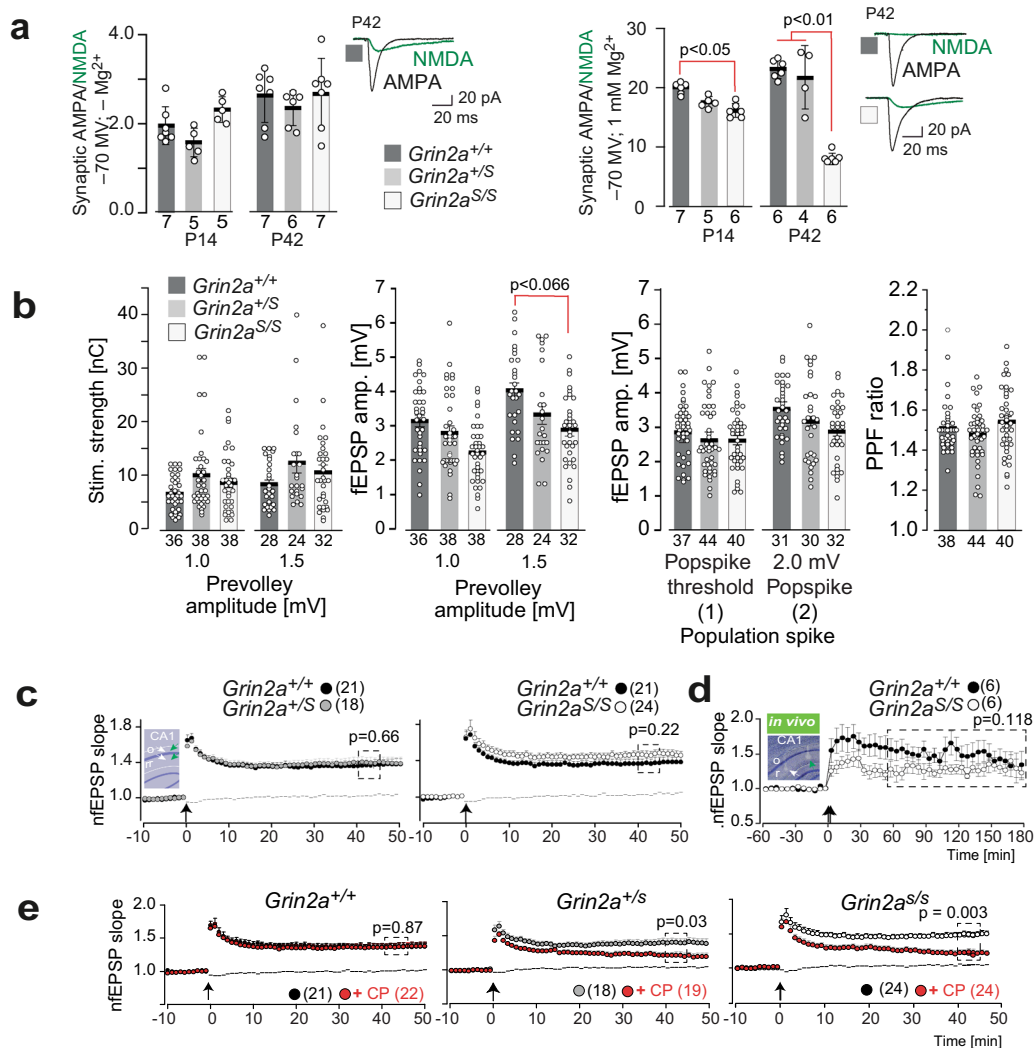 a
Synaptic AMPA/NMDA
–70 MV; – Mg2+
4.0
2.0
0.0
7 5 5 7 6 7
P14 P42
P42
NMDA
AMPA
20 pA
20 ms
Grin2a+/+
Grin2a+/S
Grin2aS/S
Synaptic AMPA/NMDA
–70 MV; 1 mM Mg2+
30
20
10
0
p<0.05
p<0.01
7 5 6 6 4 6
P14 P42
P42
NMDA
AMPA
20 pA
20 ms
20 pA
20 ms
b
Grin2a+/+
Grin2a+/S
Grin2aS/S
Stim. strength [nC]
40
30
20
10
0
36 38 38 28 24 32
1.0 1.5
Prevolley
amplitude [mV]
fEPSP amp. [mV]
7
6
5
4
3
2
1
0
p<0.066
36 38 38 28 24 32
1.0 1.5
Prevolley
amplitude [mV]
fEPSP amp. [mV]
7
6
5
4
3
2
1
0
37 44 40 31 30 32
Popspike
threshold
(1)
2.0 mV
Popspike
(2)
Population spike
PPF ratio
2.2
2.0
1.8
1.6
1.4
1.2
1.0
38 44 40
c
Grin2a+/+ (21)
Grin2a+/S (18)
nfEPSP slope
1.8
1.4
1.0
CA1
o
r
p=0.66
-10 0 10 20 30 40 50
Grin2a+/+ (21)
Grin2aS/S (24)
p=0.22
-10 0 10 20 30 40 50
d
Grin2a+/+ (6)
Grin2aS/S (6)
p=0.118
in vivo
CA1
o
r
.nfEPSP slope
2.0
1.5
1.0
0.5
-60 -30 0 30 60 90 120 150 180
Time [min]
e
Grin2a+/+
nfEPSP slope
2.0
1.5
1.0
p=0.87
(21) + CP (22)
-10 0 10 20 30 40 50
Grin2a+/s
p=0.03
(18) + CP (19)
-10 0 10 20 30 40 50
Grin2as/s
p = 0.003
(24) + CP (24)
-10 0 10 20 30 40 50
Time [min]